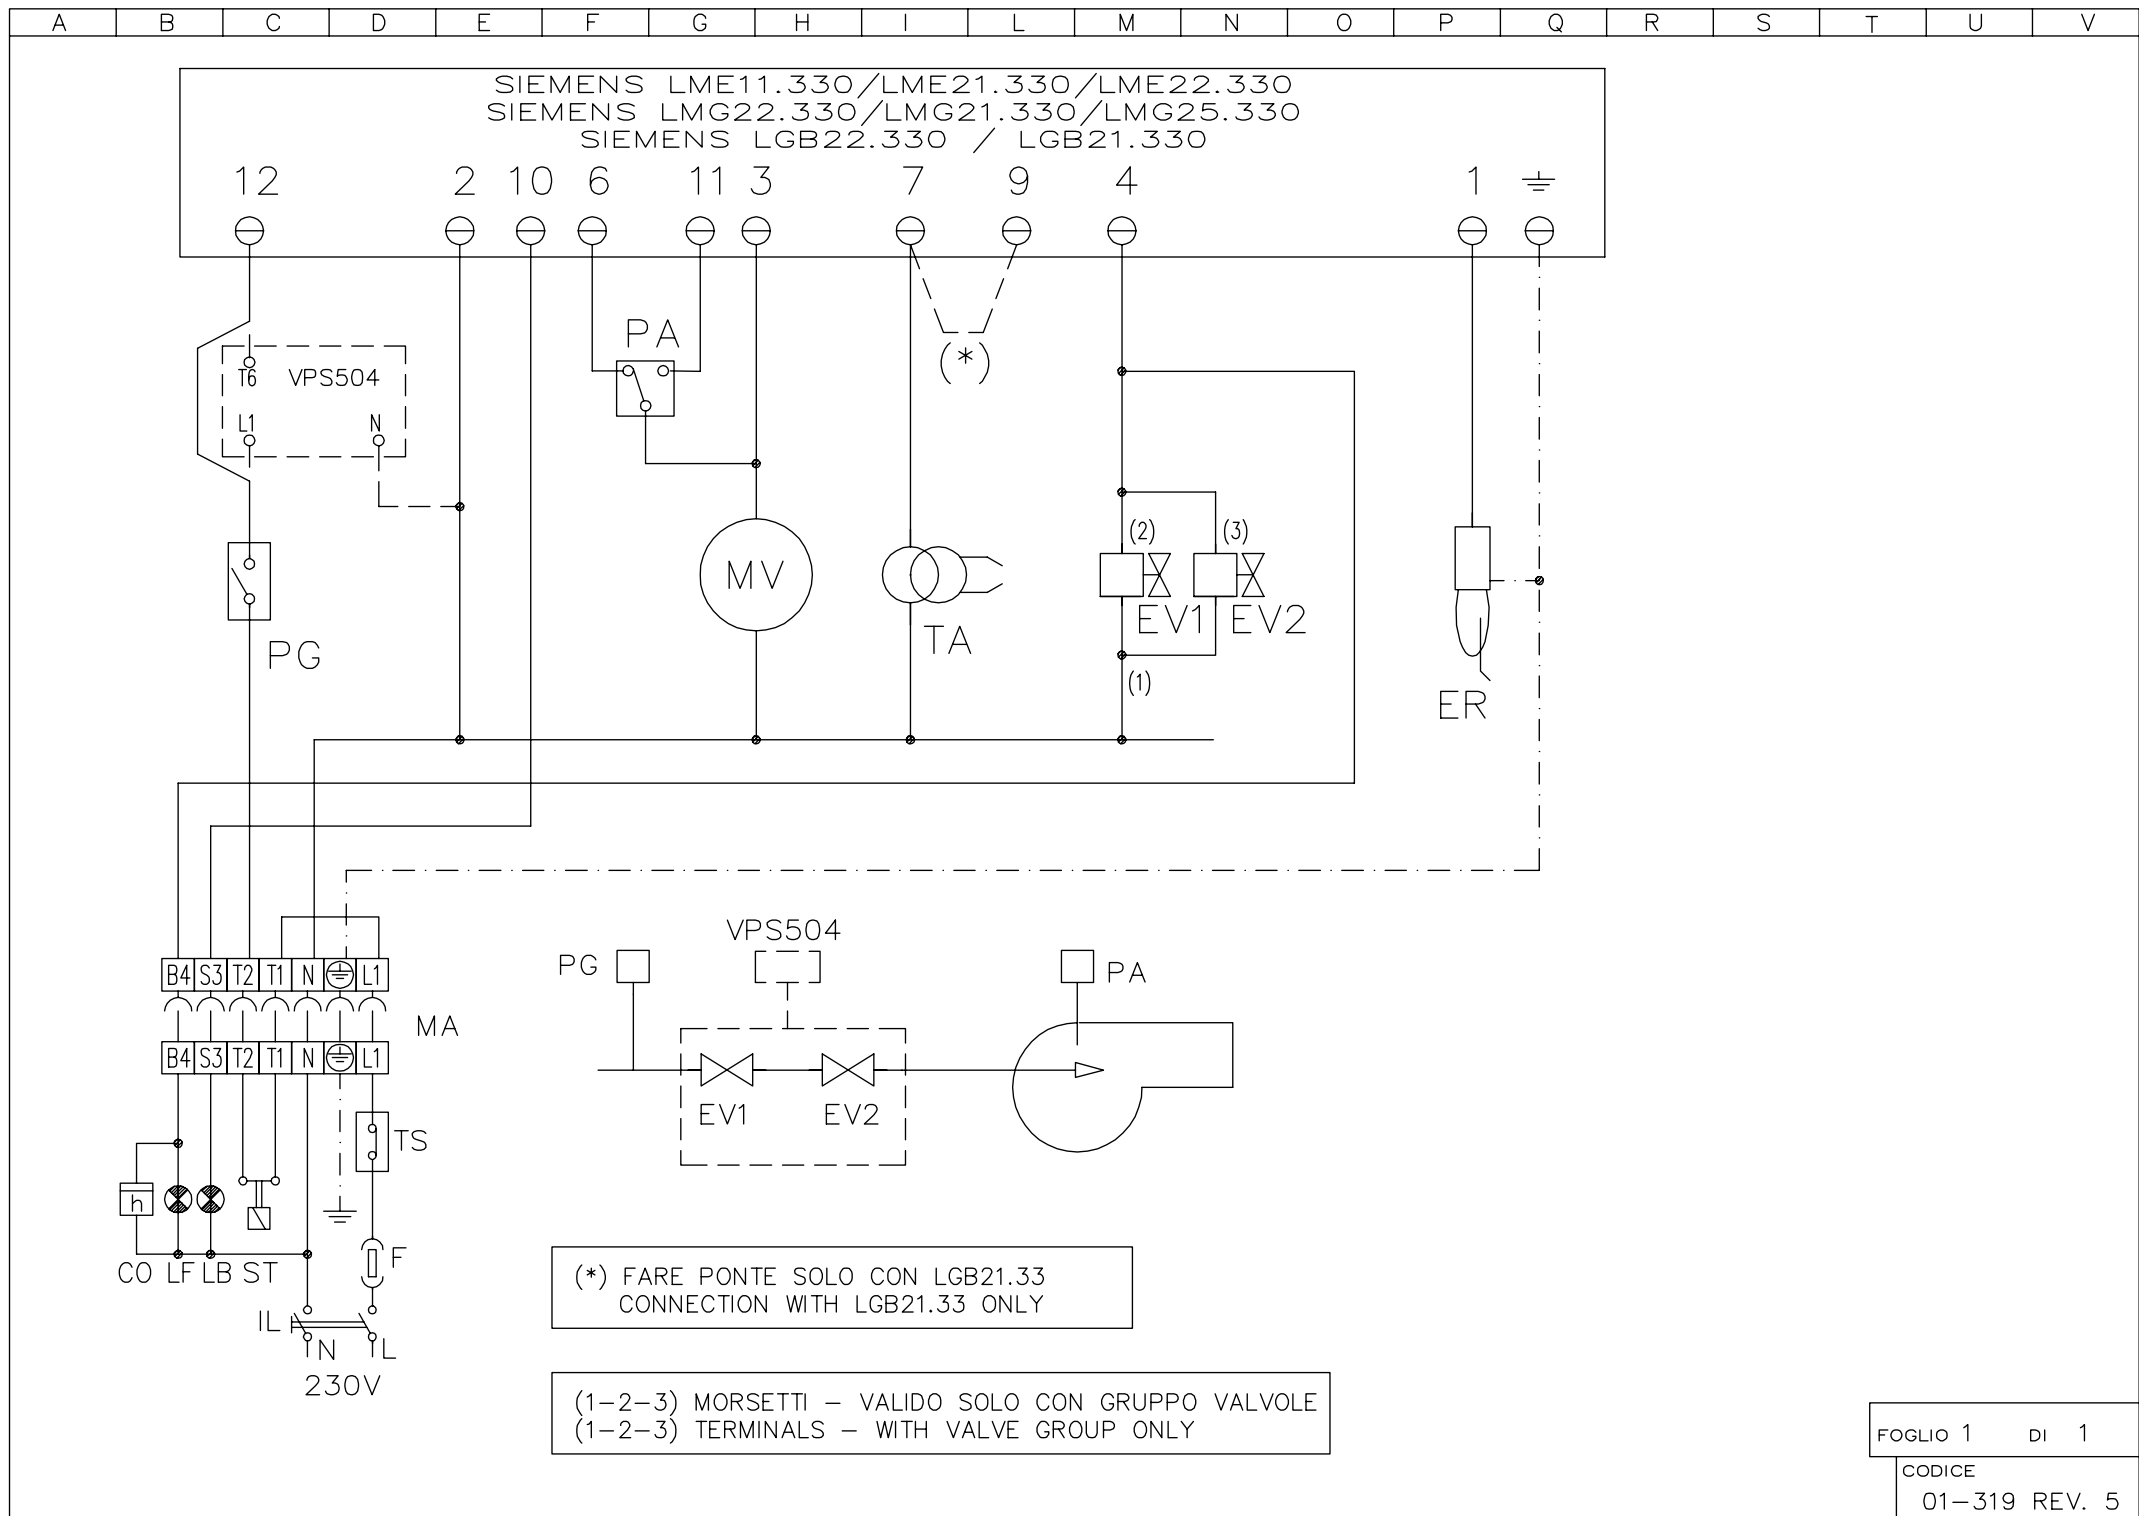 A B C D E F G H I L M N O P Q R S T U V
SIEMENS LME11.330/LME21.330/LME22.330
SIEMENS LMG22.330/LMG21.330/LMG25.330
SIEMENS LGB22.330 / LGB21.330
12 2 10 6 11 3 7 9 4 1
PA
(*)
T6 VPS504
L1 N
(2) (3)
MV
EV1 EV2
TA
PG
(1)
ER
VPS504
PG
PA
B4 S3 T2 T1 N L1
MA
B4 S3 T2 T1 N L1
EV1 EV2
TS
h
F
CO LF LB ST
IL
N L
230V
(*) FARE PONTE SOLO CON LGB21.33
CONNECTION WITH LGB21.33 ONLY
(1-2-3) MORSETTI - VALIDO SOLO CON GRUPPO VALVOLE
(1-2-3) TERMINALS - WITH VALVE GROUP ONLY
FOGLIO 1 DI 1
CODICE
01-319 REV. 5